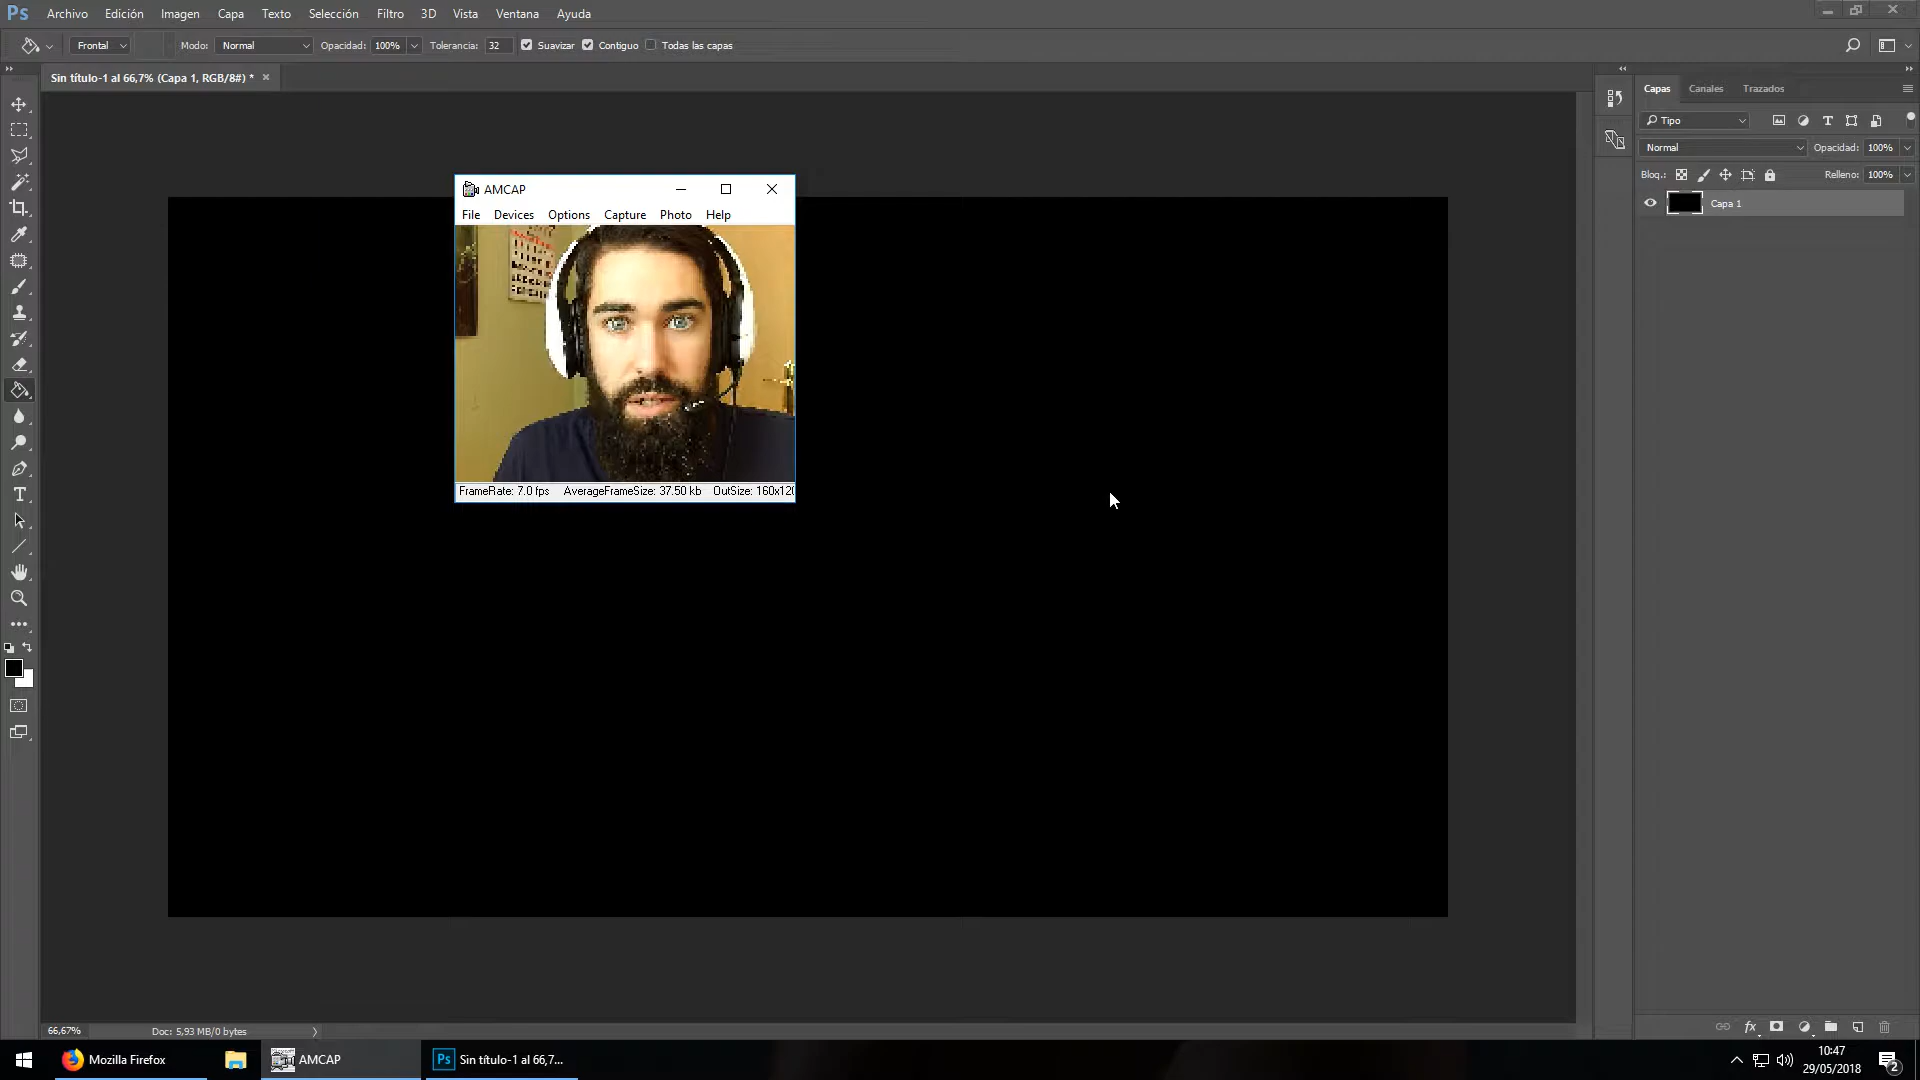 Ps Archivo Edición Imagen Capa Texto Selección Filtro 3D Vista Ventana Ayuda
Frontal Modo: Normal Opacidad: 100% Tolerancia: 32 Suavizar Contiguo Todas las capas
Sin título-1 al 66,7% (Capa 1, RGB/8#) *
Capas Canales Trazados
Tipo
Normal Opacidad: 100%
Bloq.: Relleno: 100%
Capa 1
AMCAP
File Devices Options Capture Photo Help
FrameRate: 7.0 fps AverageFrameSize: 37.50 kb OutSize: 160x120
66,67% Doc: 5,93 MB/0 bytes
Mozilla Firefox
AMCAP
Ps Sin título-1 al 66,7...
10:47
29/05/2018
2